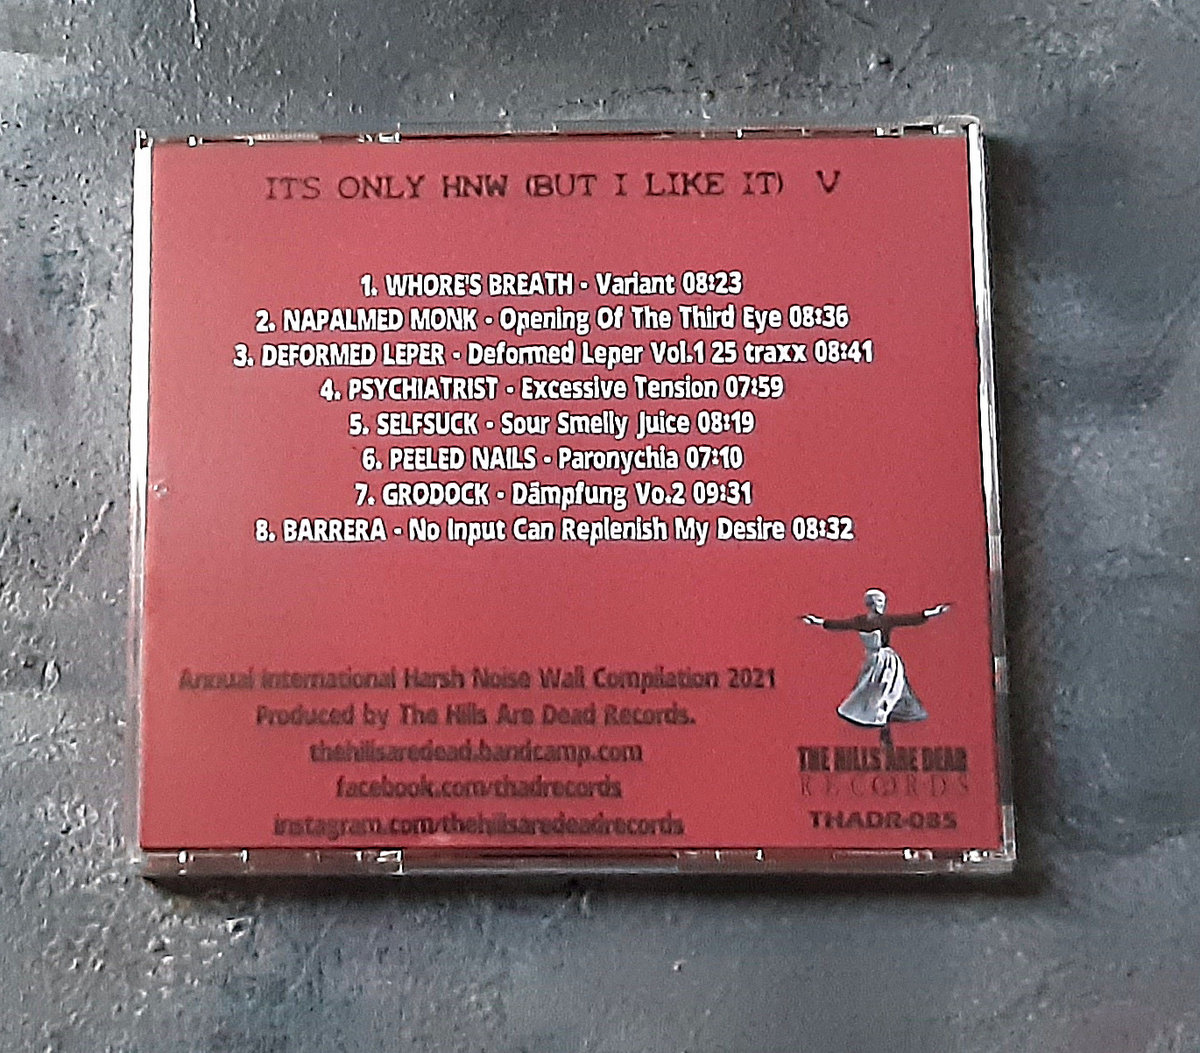 ITS ONLY HNW (BUT I LIKE IT) V
1. WHORE'S BREATH - Variant 08:23
2. NAPALMED MONK - Opening Of The Third Eye 08:36
3. DEFORMED LEPER - Deformed Leper Vol.1 25 traxx 08:41
4. PSYCHIATRIST - Excessive Tension 07:59
5. SELFSUCK - Sour Smelly Juice 08:19
6. PEELED NAILS - Paronychia 07:10
7. GRODOCK - Dämpfung Vo.2 09:31
8. BARRERA - No Input Can Replenish My Desire 08:32
Annual International Harsh Noise Wall Compilation 2021
Produced by The Hills Are Dead Records.
thehillsaredead.bandcamp.com
facebook.com/thadrecords
instagram.com/thehillsaredeadrecords
THE HILLS ARE DEAD
RECORDS
THADR-085